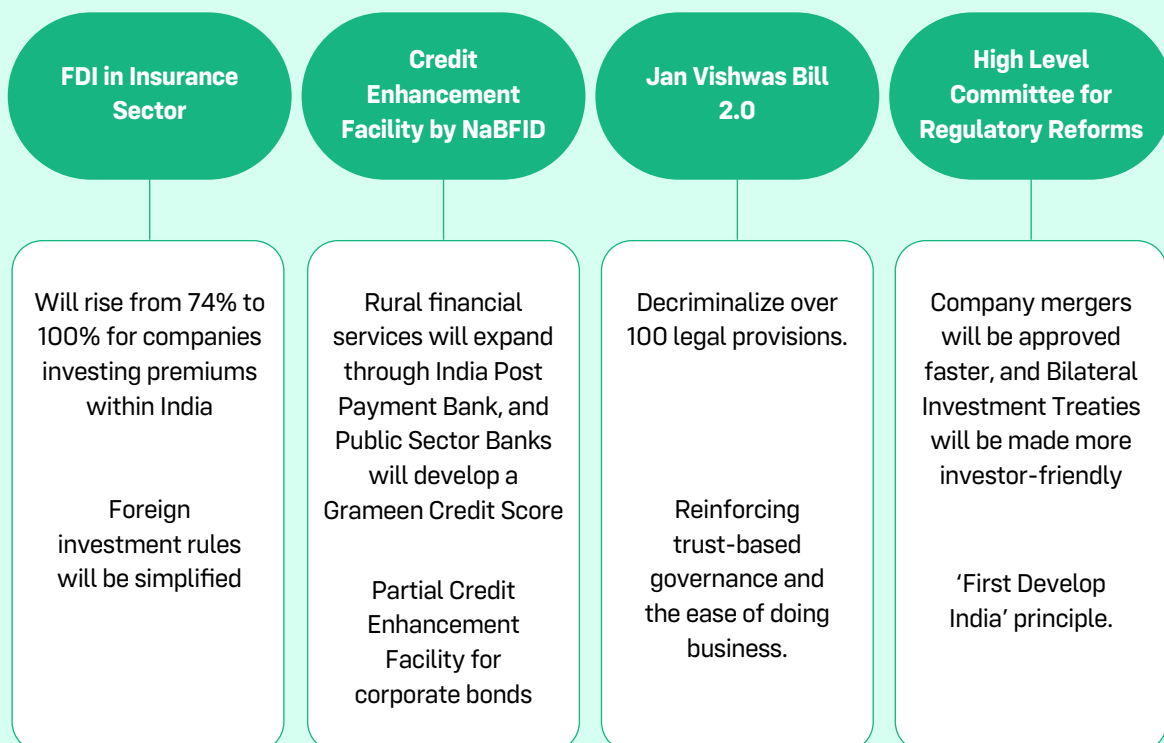 FDI in Insurance
Sector
Will rise from 74% to
100% for companies
investing premiums
within India
Foreign
investment rules
will be simplified
Credit
Enhancement
Facility by NaBFID
Rural financial
services will expand
through India Post
Payment Bank, and
Public Sector Banks
will develop a
Grameen Credit Score
Partial Credit
Enhancement
Facility for
corporate bonds
Jan Vishwas Bill
2.0
Decriminalize over
100 legal provisions.
Reinforcing
trust-based
governance and
the ease of doing
business.
High Level
Committee for
Regulatory Reforms
Company mergers
will be approved
faster, and Bilateral
Investment Treaties
will be made more
investor-friendly
‘First Develop
India’ principle.